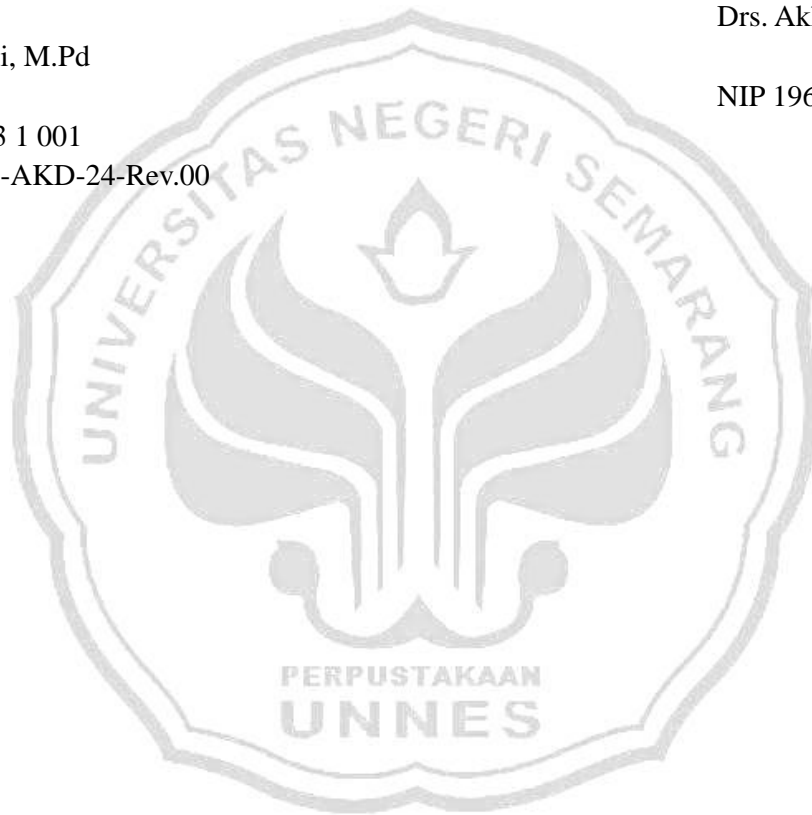 Drs. Ak
i, M.Pd
NIP 196
3 1 001
-AKD-24-Rev.00
UNIVERSITAS NEGERI SEMARANG
PERPUSTAKAAN
UNNES